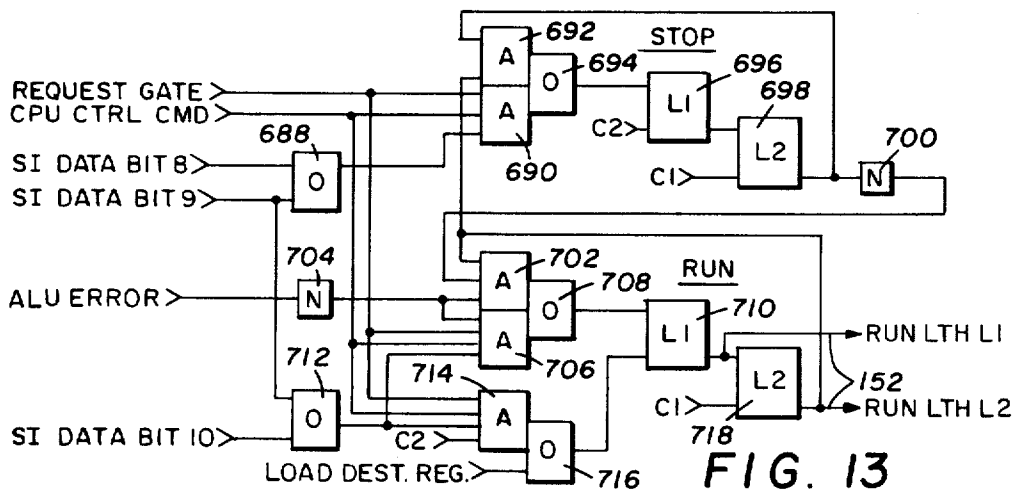 692
STOP
A
O
694
696
REQUEST GATE
L1
698
CPU CTRL CMD
688
A
C2
700
SI DATA BIT 8
O
690
L2
N
SI DATA BIT 9
C1
704
702
RUN
A
708
ALU ERROR
N
O
710
A
L1
RUN LTH L1
712
714
706
L2
152
O
A
C1
RUN LTH L2
SI DATA BIT 10
C2
O
718
LOAD DEST. REG.
716
FIG. 13